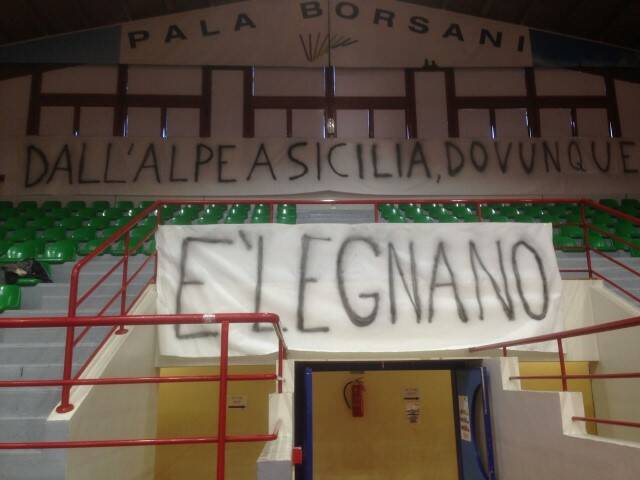 PALA BORSANI
DALL'ALPE A SICILIA, DOVUNQUE
E' LEGNANO